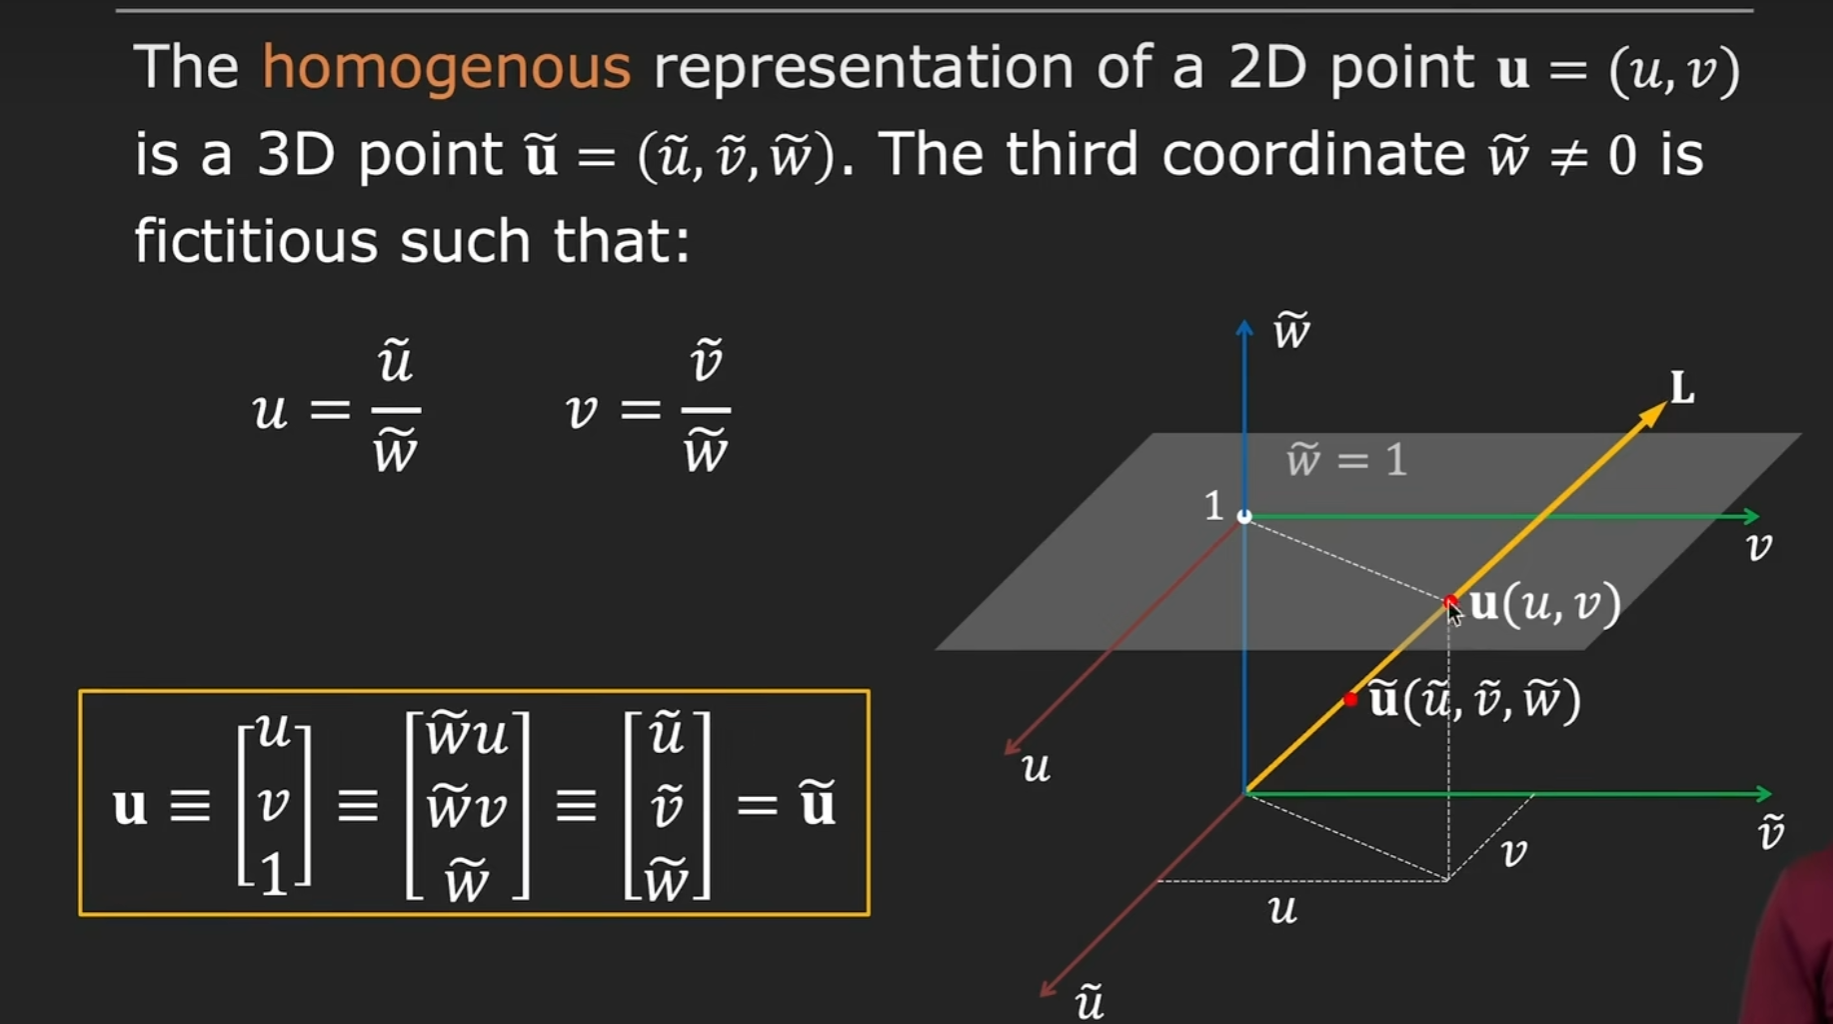 The homogenous representation of a 2D point 𝐮 = (u, v)
is a 3D point 𝐮̃ = (ũ, ṽ, w̃). The third coordinate w̃ ≠ 0 is
fictitious such that:
u = ũ/w̃    v = ṽ/w̃
𝐮 ≡ [u v 1] ≡ [w̃u w̃v w̃] ≡ [ũ ṽ w̃] = 𝐮̃
w̃
𝐋
w̃ = 1
1
v
𝐮(u, v)
𝐮̃(ũ, ṽ, w̃)
u
ṽ
v
u
ũ